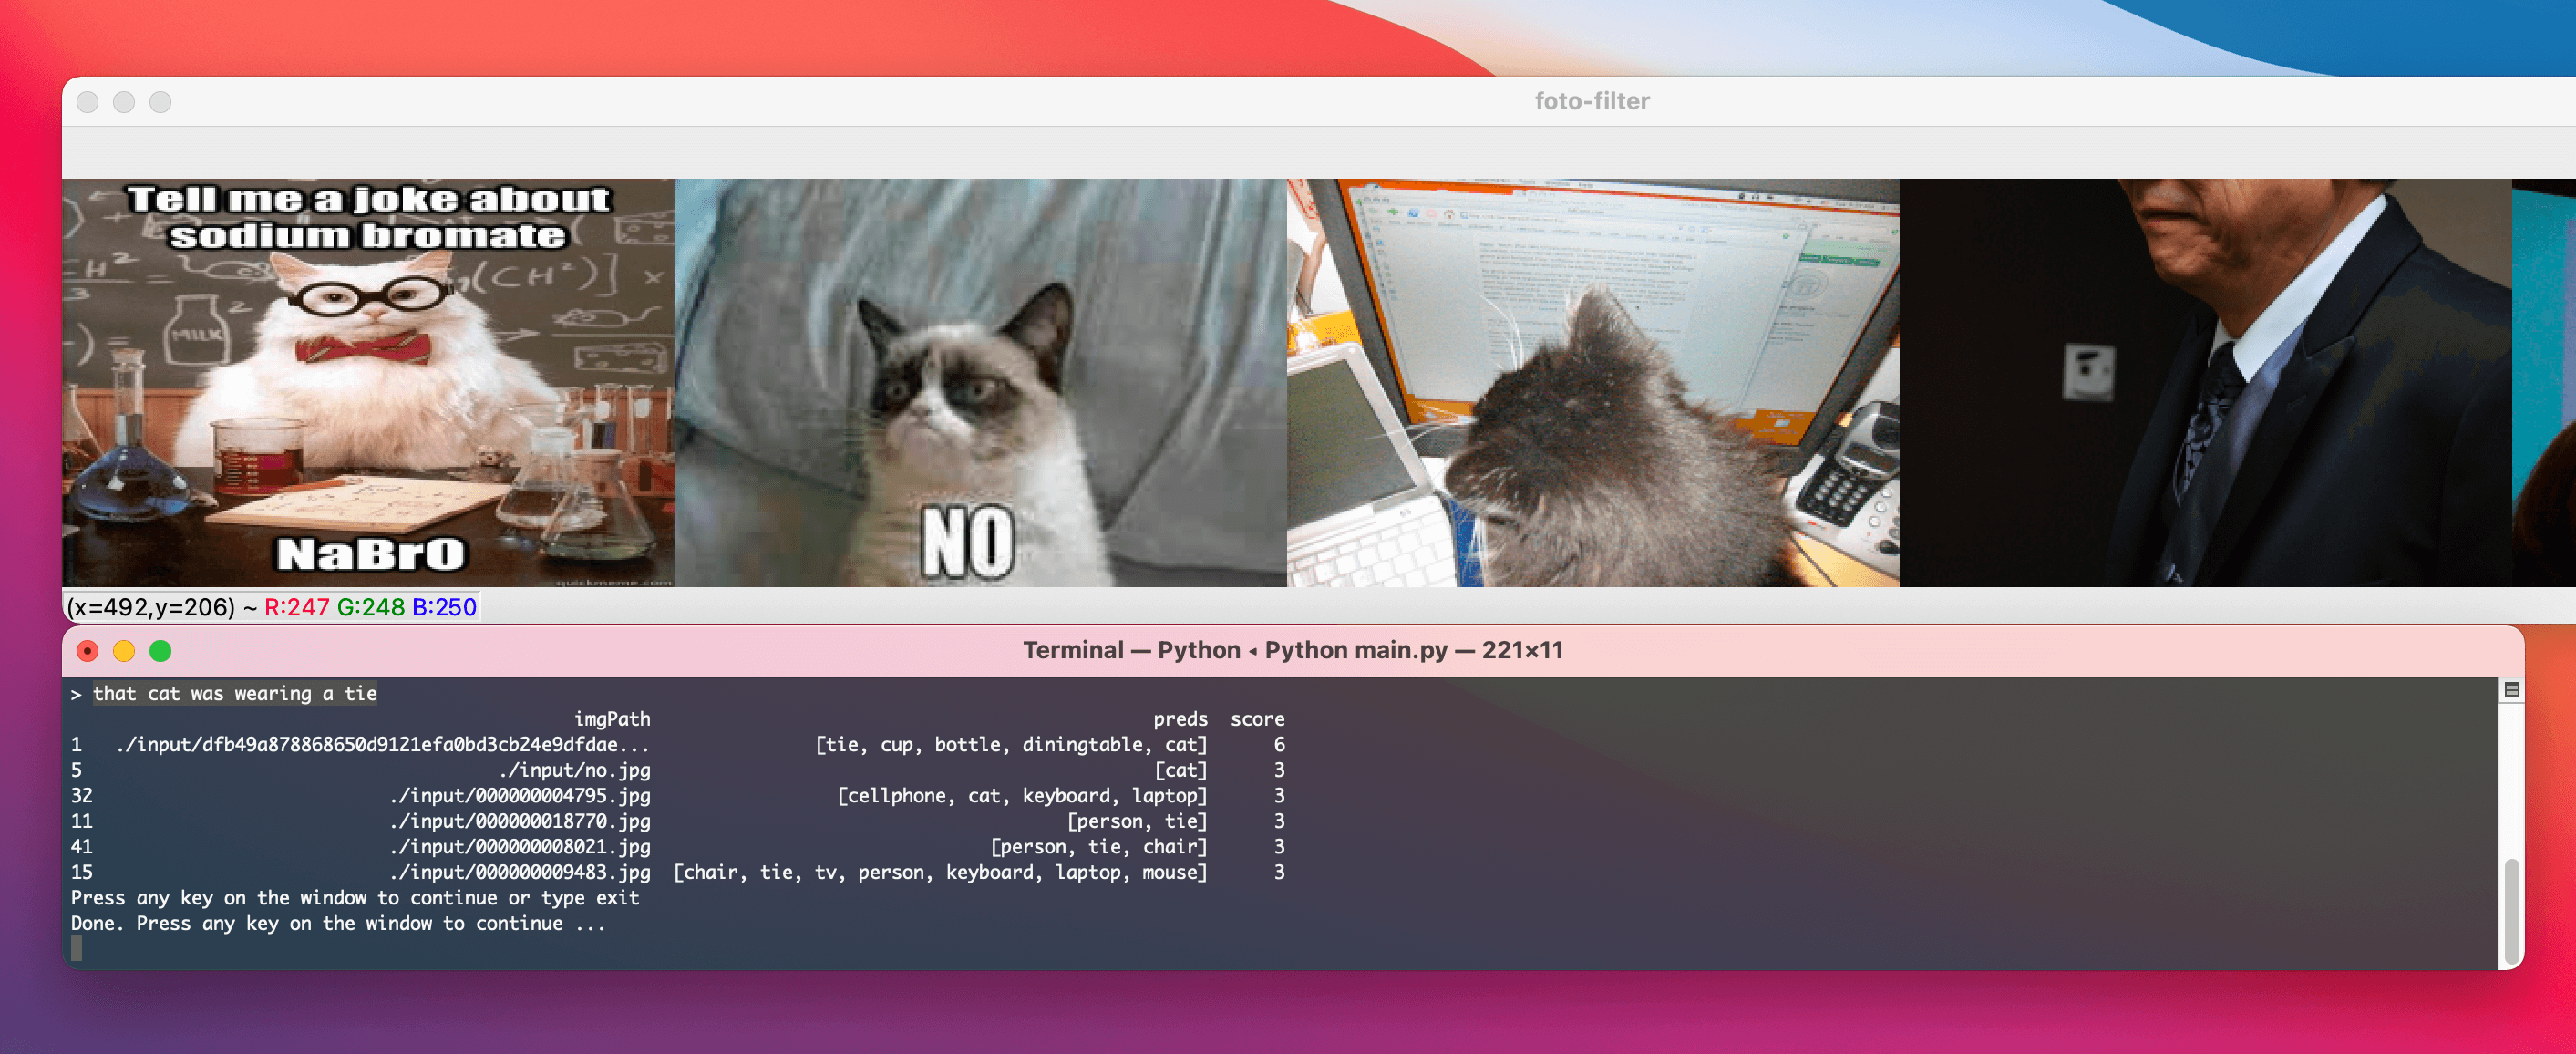 foto-filter
Tell me a joke about
sodium bromate
H²
3
2
MILK
(CH²)] x
NaBrO
quickmeme.com
NO
(x=492,y=206) ~ R:247 G:248 B:250
Terminal — Python ◂ Python main.py — 221×11
> that cat was wearing a tie
imgPath preds score
1 ./input/dfb49a878868650d9121efa0bd3cb24e9dfdae... [tie, cup, bottle, diningtable, cat] 6
5 ./input/no.jpg [cat] 3
32 ./input/000000004795.jpg [cellphone, cat, keyboard, laptop] 3
11 ./input/000000018770.jpg [person, tie] 3
41 ./input/000000008021.jpg [person, tie, chair] 3
15 ./input/000000009483.jpg [chair, tie, tv, person, keyboard, laptop, mouse] 3
Press any key on the window to continue or type exit
Done. Press any key on the window to continue ...